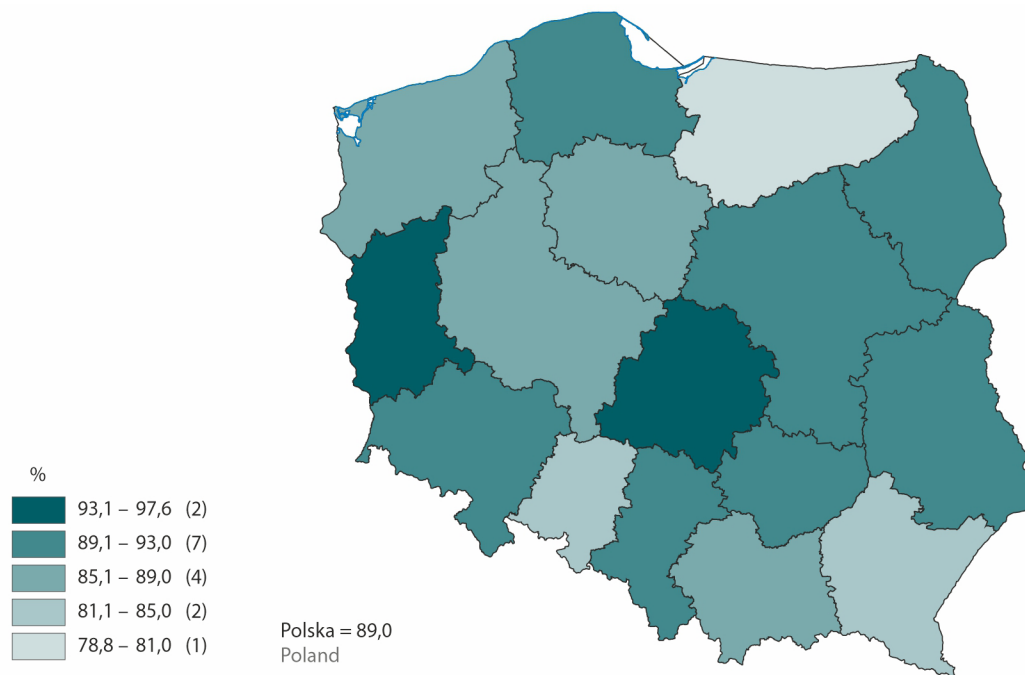 %
93,1 – 97,6 (2)
89,1 – 93,0 (7)
85,1 – 89,0 (4)
81,1 – 85,0 (2)
78,8 – 81,0 (1)
Polska = 89,0
Poland